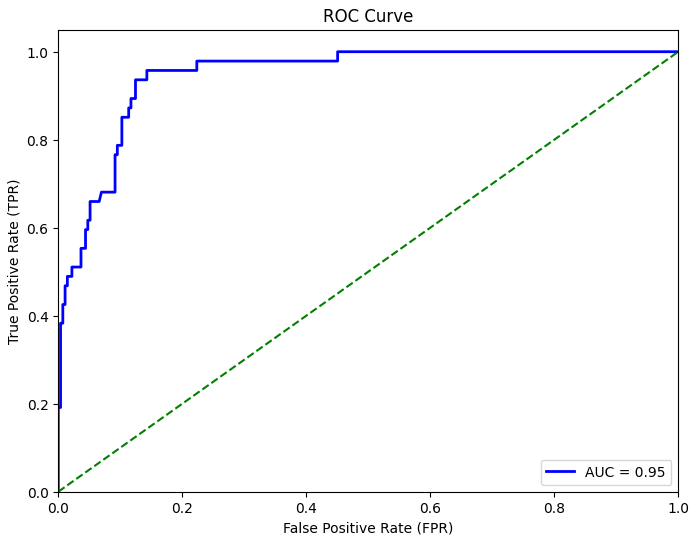 ROC Curve
1.0
0.8
0.6
0.4
0.2
0.0
True Positive Rate (TPR)
AUC = 0.95
0.0 0.2 0.4 0.6 0.8 1.0
False Positive Rate (FPR)